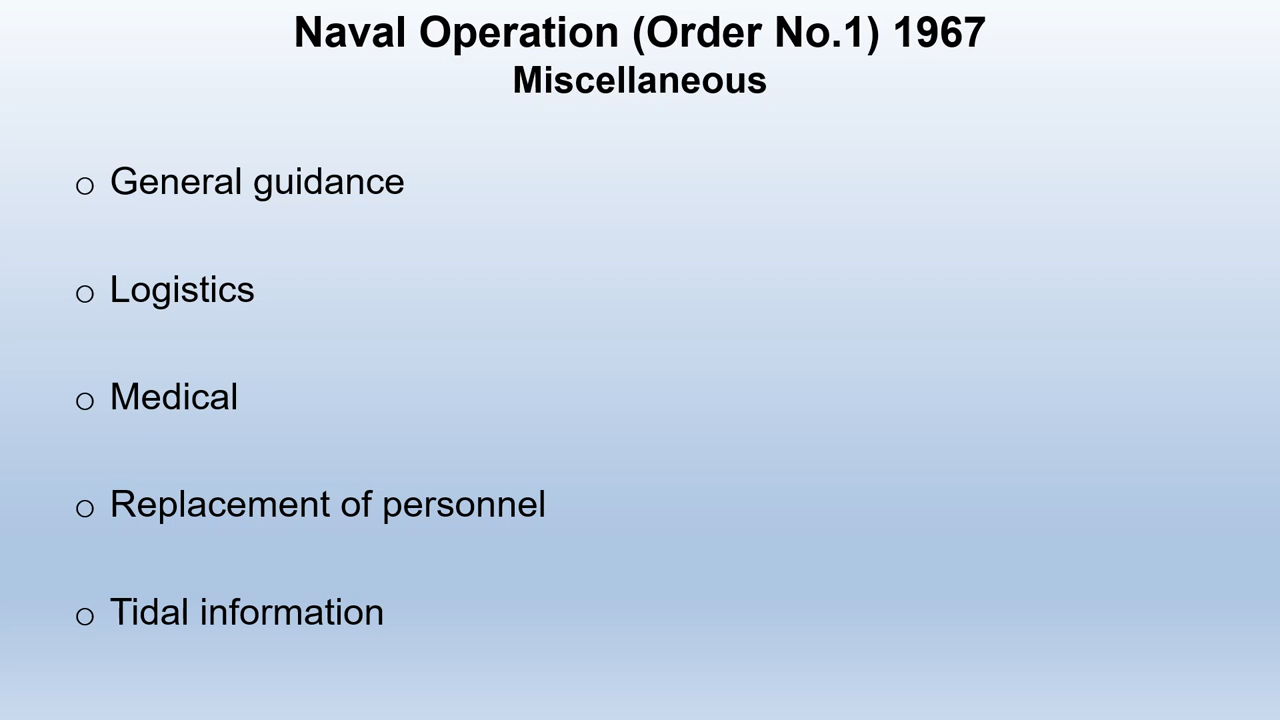 Naval Operation (Order No.1) 1967
Miscellaneous
o General guidance
o Logistics
o Medical
o Replacement of personnel
o Tidal information